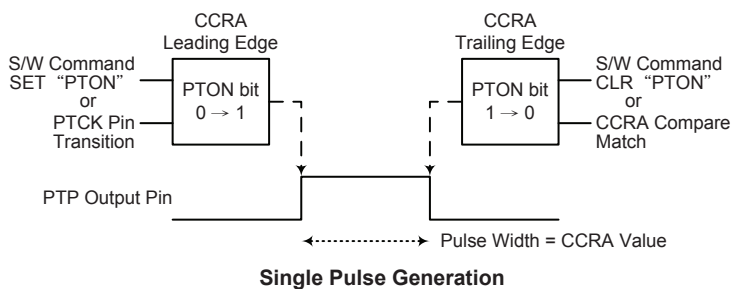 CCRA
Leading Edge
S/W Command
SET “PTON”
or
PTCK Pin
Transition
PTON bit
0 → 1
CCRA
Trailing Edge
PTON bit
1 → 0
S/W Command
CLR “PTON”
or
CCRA Compare
Match
PTP Output Pin
Pulse Width = CCRA Value
Single Pulse Generation